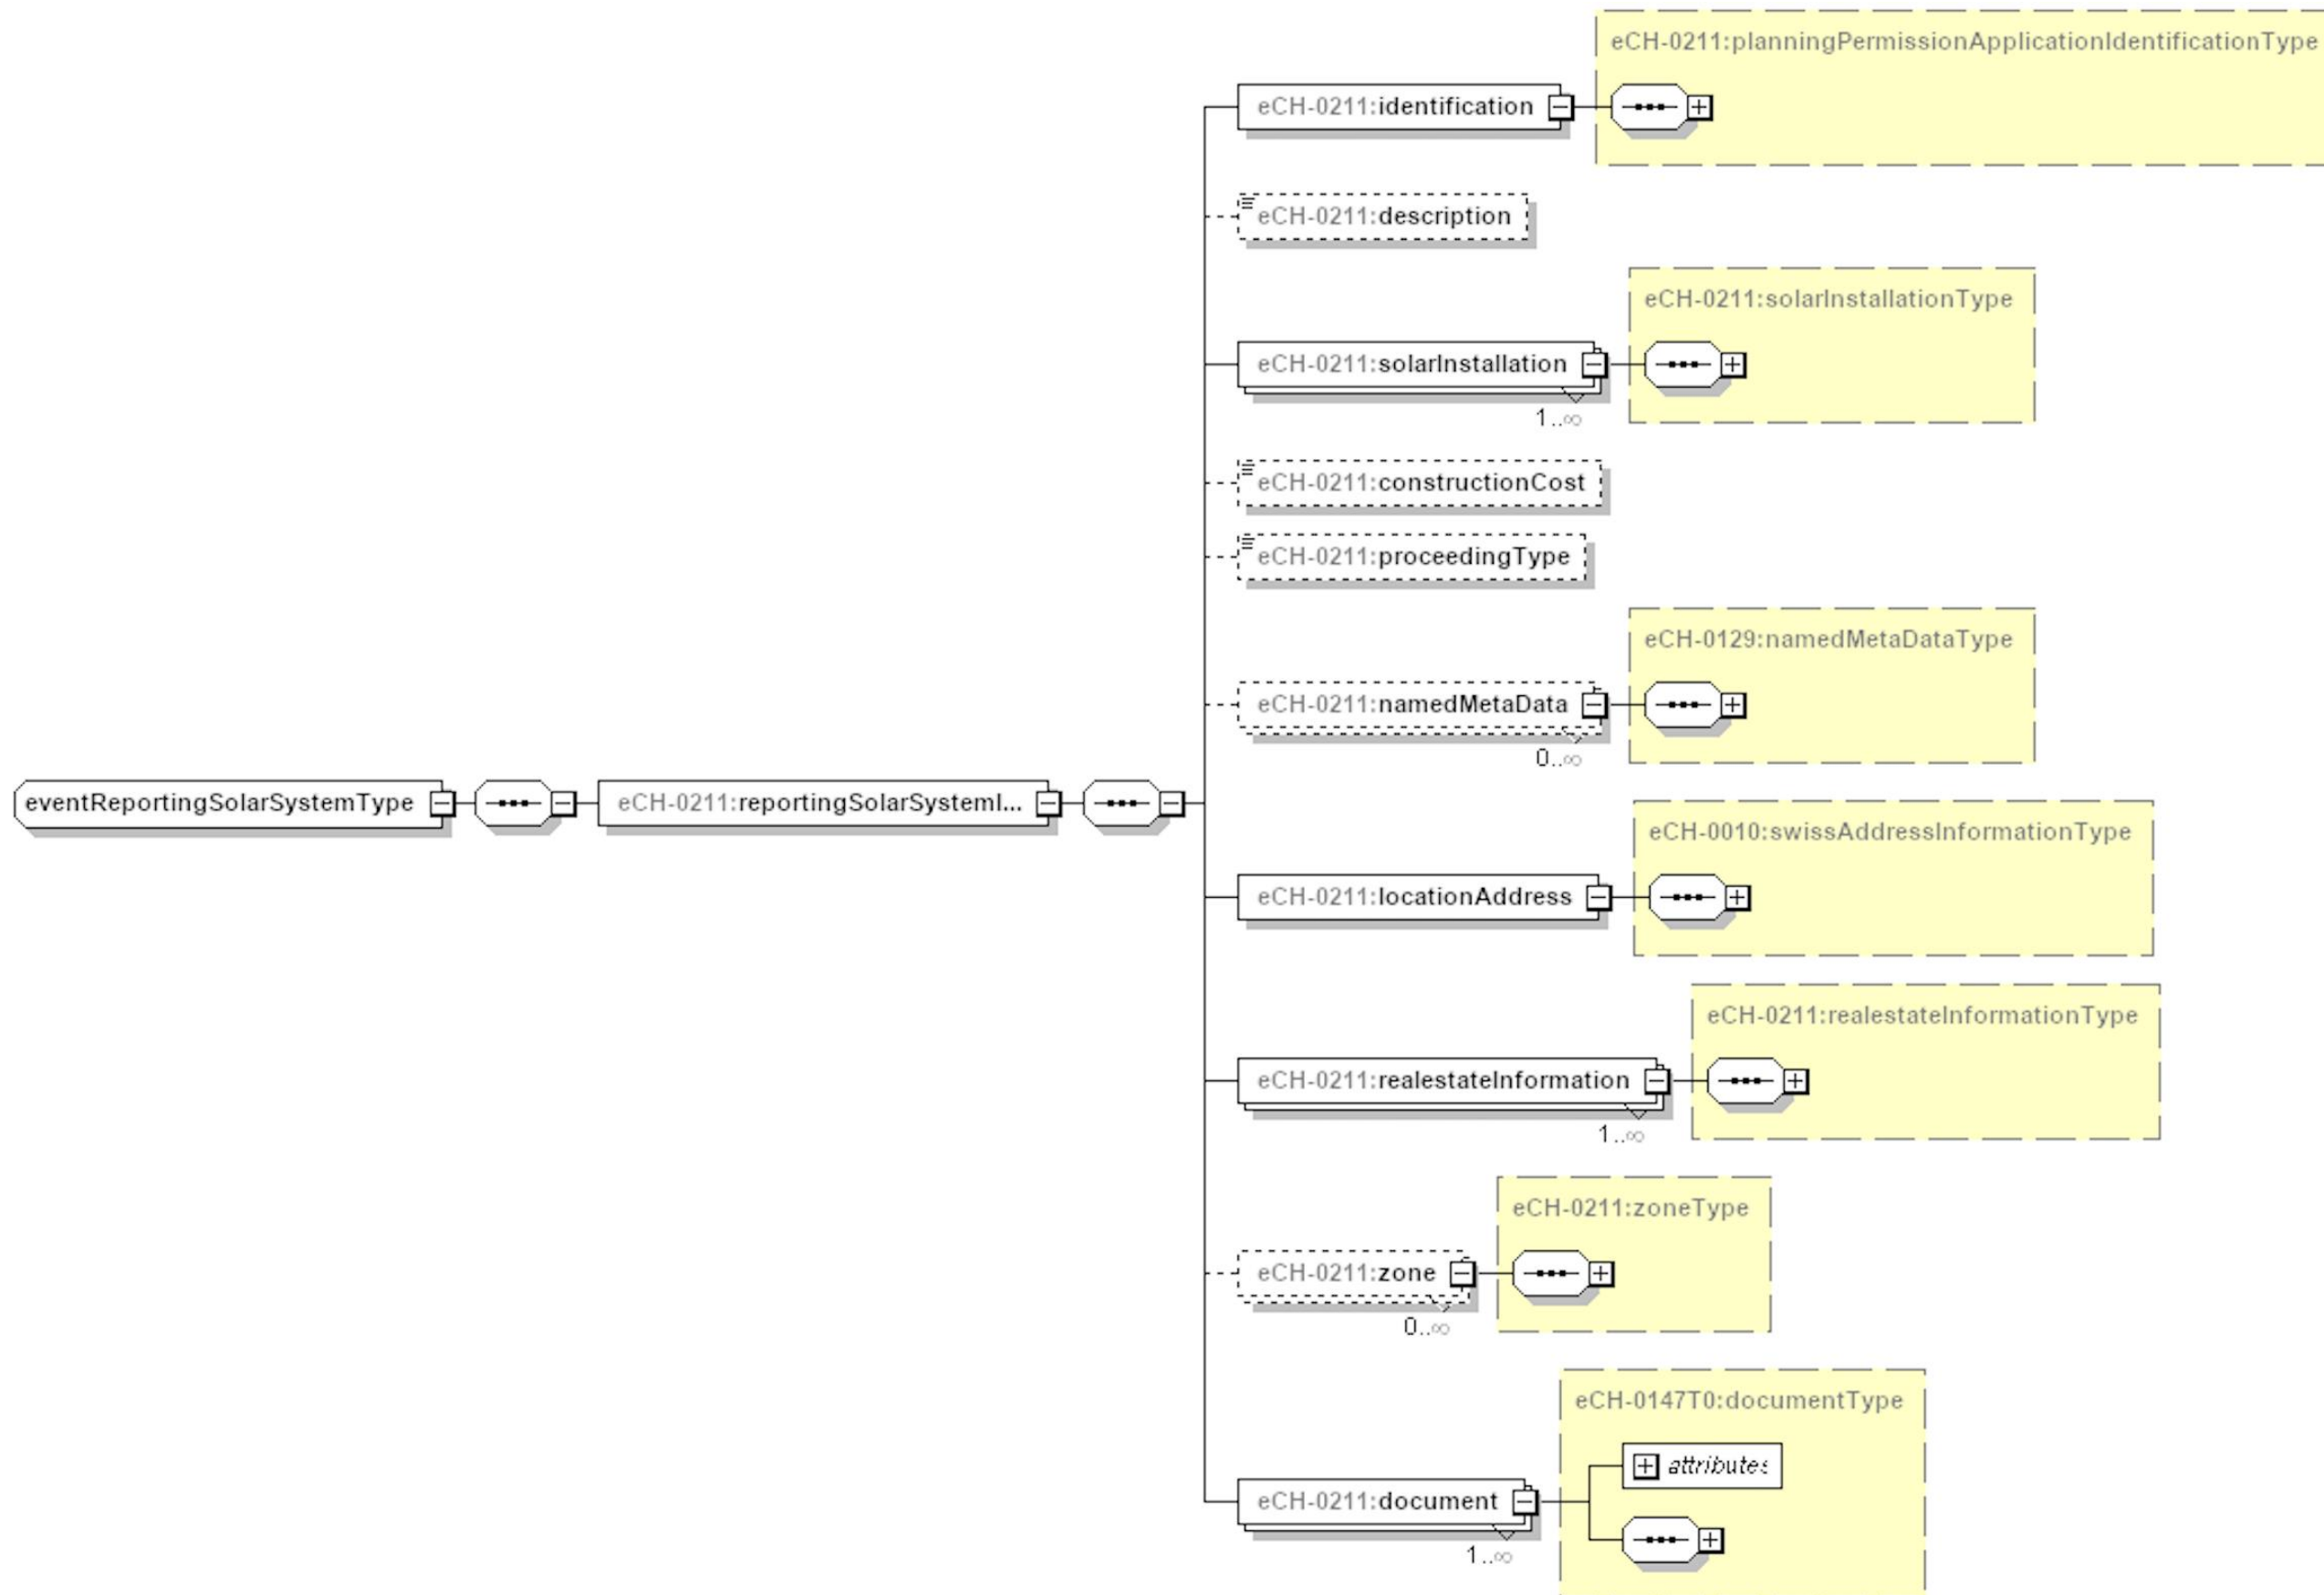 eCH-0211:planningPermissionApplicationIdentificationType
eCH-0211:identification
eCH-0211:description
eCH-0211:solarInstallationType
eCH-0211:solarInstallation
1..∞
eCH-0211:constructionCost
eCH-0211:proceedingType
eCH-0129:namedMetaDataType
eCH-0211:namedMetaData
0..∞
eventReportingSolarSystemType
eCH-0211:reportingSolarSystemI...
eCH-0010:swissAddressInformationType
eCH-0211:locationAddress
eCH-0211:realestateInformationType
eCH-0211:realestateInformation
1..∞
eCH-0211:zoneType
eCH-0211:zone
0..∞
eCH-0147T0:documentType
attributes
eCH-0211:document
1..∞